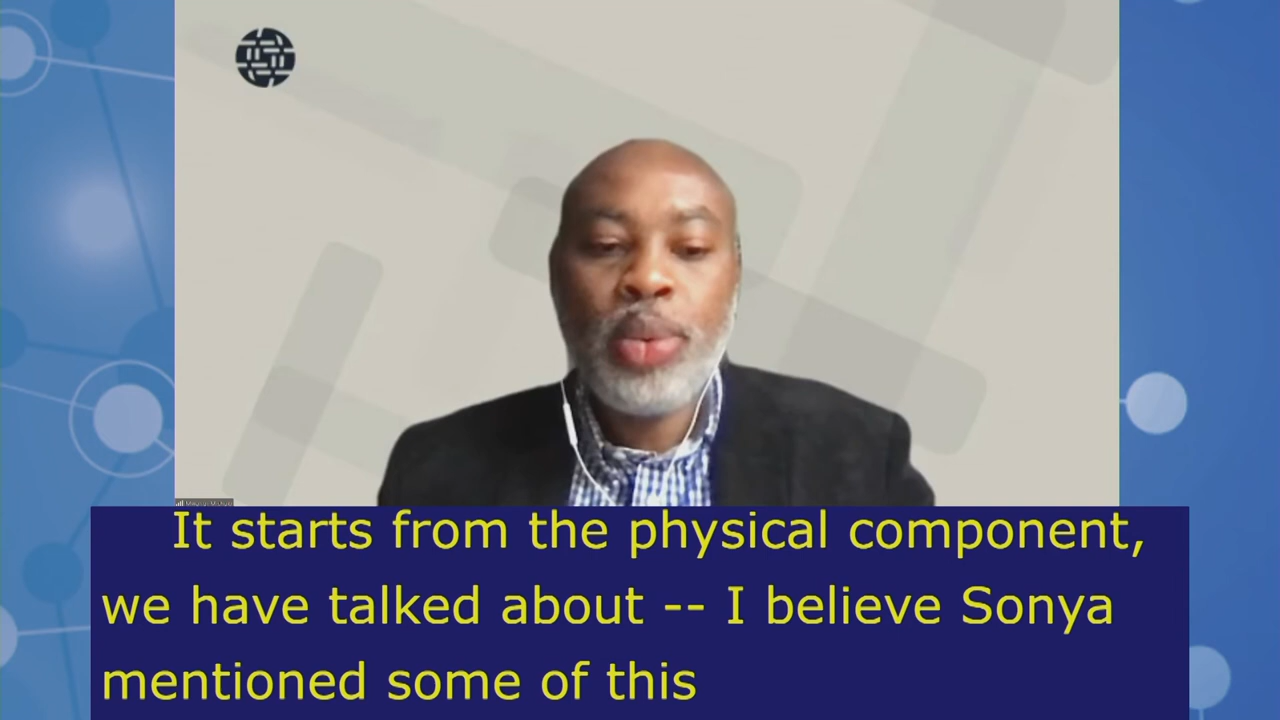 It starts from the physical component,
we have talked about -- I believe Sonya
mentioned some of this